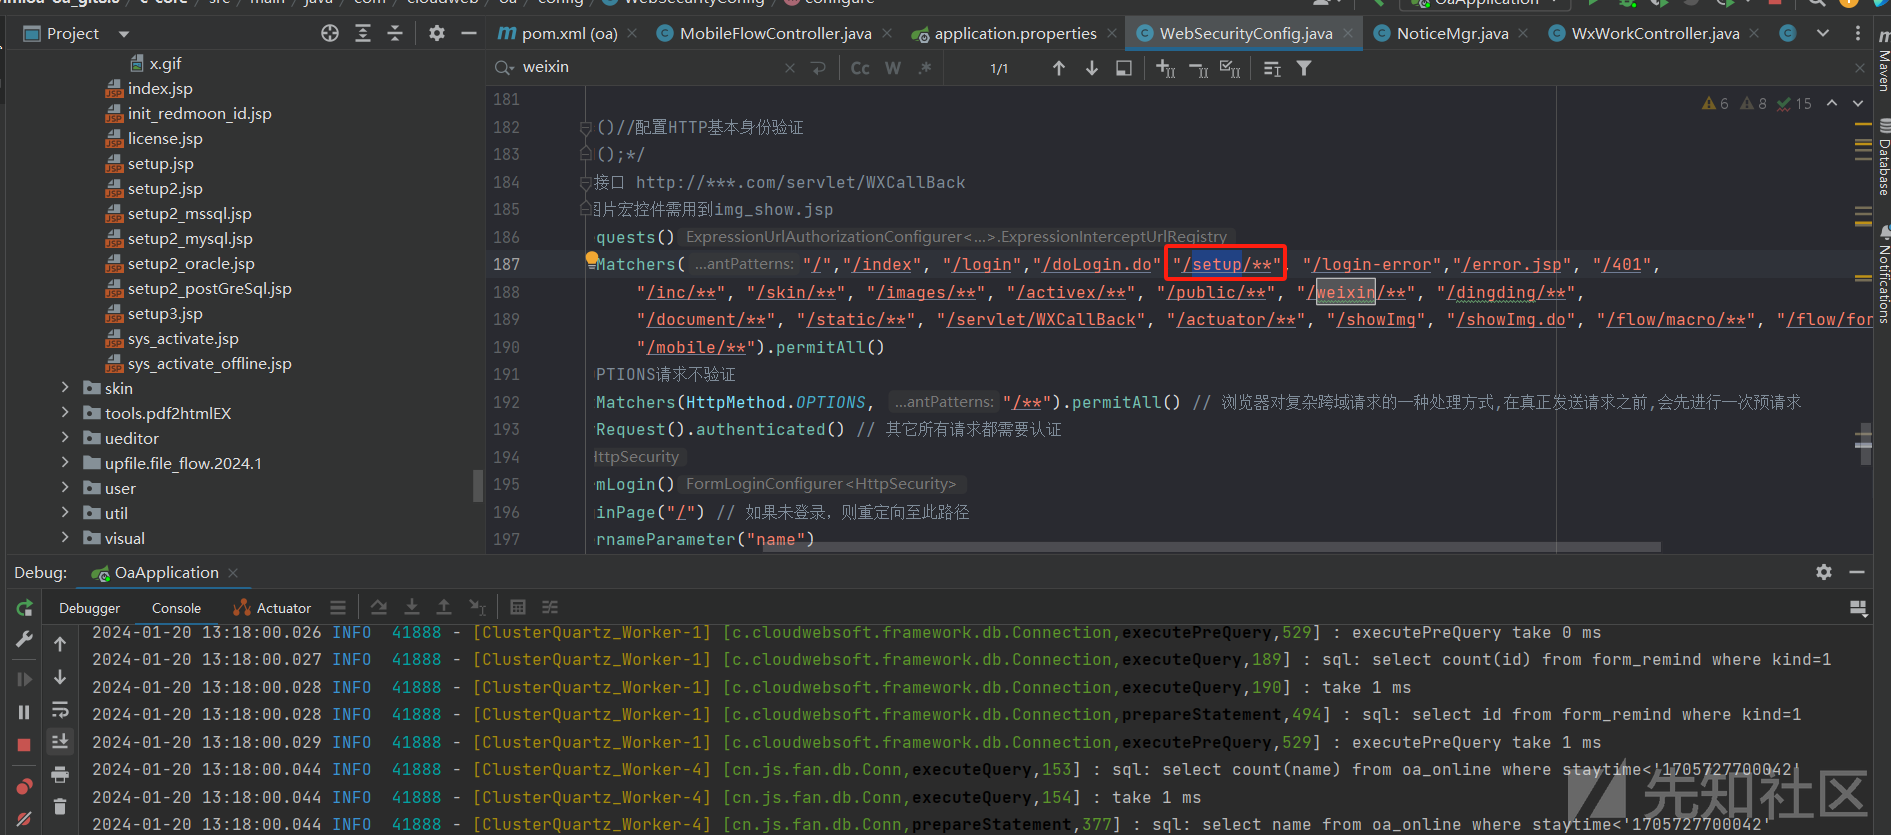 Project
pom.xml (oa)
MobileFlowController.java
application.properties
WebSecurityConfig.java
NoticeMgr.java
WxWorkController.java
weixin
Cc W .* 1/1
x.gif
index.jsp
init_redmoon_id.jsp
license.jsp
setup.jsp
setup2.jsp
setup2_mssql.jsp
setup2_mysql.jsp
setup2_oracle.jsp
setup2_postGreSql.jsp
setup3.jsp
sys_activate.jsp
sys_activate_offline.jsp
skin
tools.pdf2htmlEX
ueditor
upfile.file_flow.2024.1
user
util
visual
6 8 15
181
182 ()//配置HTTP基本身份验证
183 ();*/
184 接口 http://***.com/servlet/WXCallBack
185 图片宏控件需用到img_show.jsp
186 quests() ExpressionUrlAuthorizationConfigurer<...>.ExpressionInterceptUrlRegistry
187 Matchers( ...antPatterns: "/","/index", "/login","/doLogin.do" "/setup/**", "/login-error","/error.jsp", "/401",
188 "/inc/**", "/skin/**", "/images/**", "/activex/**", "/public/**", "/weixin/**", "/dingding/**",
189 "/document/**", "/static/**", "/servlet/WXCallBack", "/actuator/**", "/showImg", "/showImg.do", "/flow/macro/**", "/flow/for
190 "/mobile/**").permitAll()
191 PTIONS请求不验证
192 Matchers(HttpMethod.OPTIONS, ...antPatterns: "/**").permitAll() // 浏览器对复杂跨域请求的一种处理方式,在真正发送请求之前,会先进行一次预请求
193 Request().authenticated() // 其它所有请求都需要认证
194 HttpSecurity
195 mLogin() FormLoginConfigurer<HttpSecurity>
196 inPage("/") // 如果未登录，则重定向至此路径
197 rnameParameter("name")
Maven
Database
Notifications
Debug: OaApplication
Debugger Console Actuator
2024-01-20 13:18:00.026 INFO 41888 - [ClusterQuartz_Worker-1] [c.cloudwebsoft.framework.db.Connection,executePreQuery,529] : executePreQuery take 0 ms
2024-01-20 13:18:00.027 INFO 41888 - [ClusterQuartz_Worker-1] [c.cloudwebsoft.framework.db.Connection,executeQuery,189] : sql: select count(id) from form_remind where kind=1
2024-01-20 13:18:00.028 INFO 41888 - [ClusterQuartz_Worker-1] [c.cloudwebsoft.framework.db.Connection,executeQuery,190] : take 1 ms
2024-01-20 13:18:00.028 INFO 41888 - [ClusterQuartz_Worker-1] [c.cloudwebsoft.framework.db.Connection,prepareStatement,494] : sql: select id from form_remind where kind=1
2024-01-20 13:18:00.029 INFO 41888 - [ClusterQuartz_Worker-1] [c.cloudwebsoft.framework.db.Connection,executePreQuery,529] : executePreQuery take 1 ms
2024-01-20 13:18:00.044 INFO 41888 - [ClusterQuartz_Worker-4] [cn.js.fan.db.Conn,executeQuery,153] : sql: select count(name) from oa_online where staytime<'1705727700042'
2024-01-20 13:18:00.044 INFO 41888 - [ClusterQuartz_Worker-4] [cn.js.fan.db.Conn,executeQuery,154] : take 1 ms
2024-01-20 13:18:00.044 INFO 41888 - [ClusterQuartz_Worker-4] [cn.js.fan.db.Conn,prepareStatement,377] : sql: select name from oa_online where staytime<'1705727700042'
先知社区